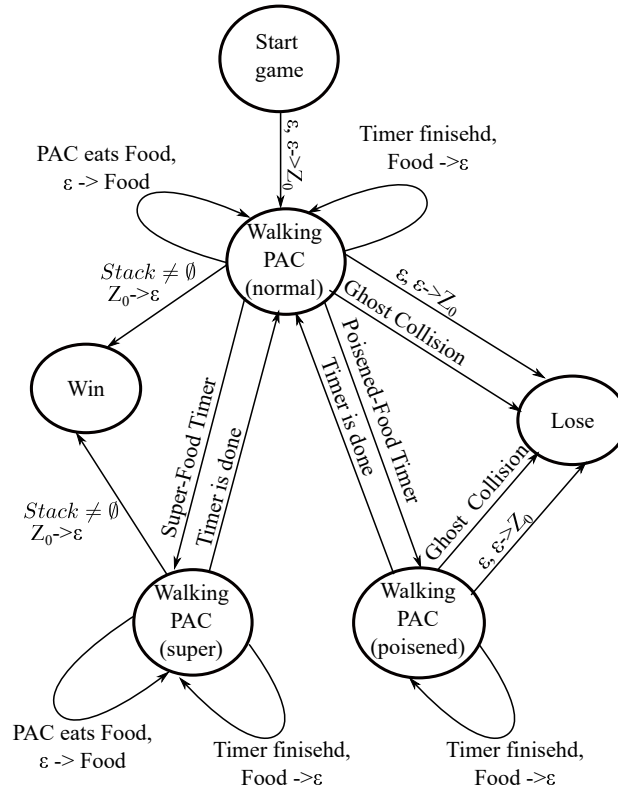 Start
game
ε, ε->Z₀
PAC eats Food,
ε -> Food
Timer finisehd,
Food ->ε
Walking
PAC
(normal)
Stack ≠ ∅
Z₀->ε
ε, ε->Z₀
Ghost Collision
Win
Lose
Super-Food Timer
Timer is done
Timer is done
Poisened-Food Timer
Stack ≠ ∅
Z₀->ε
Ghost Collision
ε, ε->Z₀
Walking
PAC
(super)
Walking
PAC
(poisened)
PAC eats Food,
ε -> Food
Timer finisehd,
Food ->ε
Timer finisehd,
Food ->ε